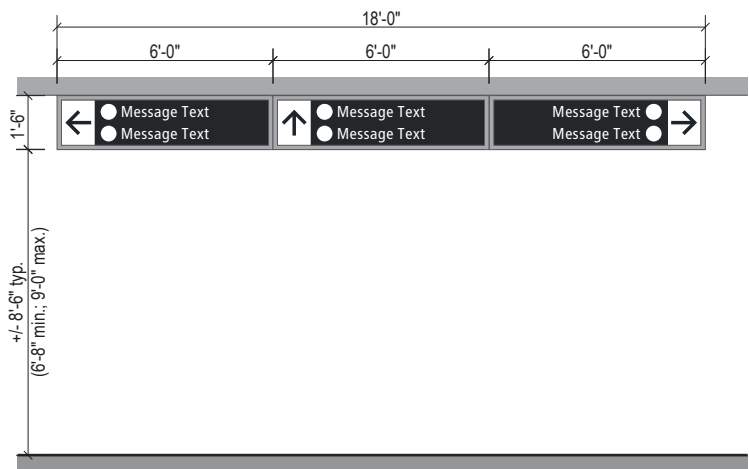 18'-0"
6'-0" 6'-0" 6'-0"
1'-6"
Message Text
Message Text
Message Text
Message Text
Message Text
Message Text
+/- 8'-6" typ.
(6'-8" min.; 9'-0" max.)